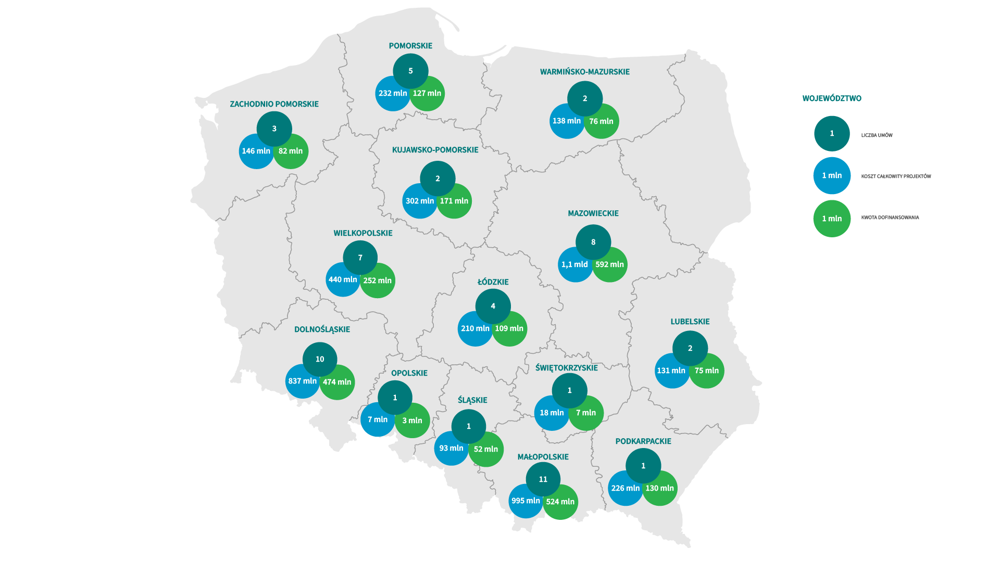 POMORSKIE
5
232 mln 127 mln
WARMIŃSKO-MAZURSKIE
2
138 mln 76 mln
ZACHODNIO POMORSKIE
3
146 mln 82 mln
KUJAWSKO-POMORSKIE
2
302 mln 171 mln
MAZOWIECKIE
8
1,1 mld 592 mln
WIELKOPOLSKIE
7
440 mln 252 mln
ŁÓDZKIE
4
210 mln 109 mln
LUBELSKIE
2
131 mln 75 mln
DOLNOŚLĄSKIE
10
837 mln 474 mln
OPOLSKIE
1
7 mln 3 mln
ŚWIĘTOKRZYSKIE
1
18 mln 7 mln
ŚLĄSKIE
1
93 mln 52 mln
MAŁOPOLSKIE
11
995 mln 524 mln
PODKARPACKIE
1
226 mln 130 mln
WOJEWÓDZTWO
1 LICZBA UMÓW
1 mln KOSZT CAŁKOWITY PROJEKTÓW
1 mln KWOTA DOFINANSOWANIA